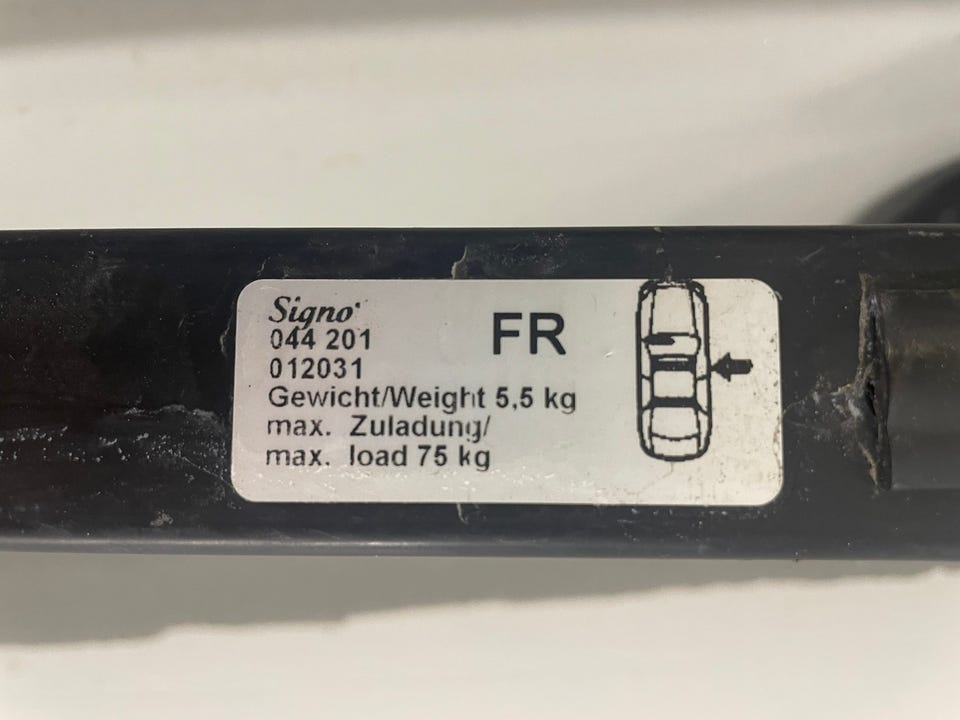 Signo
044 201
FR
012031
Gewicht/Weight 5,5 kg
max. Zuladung/
max. load 75 kg